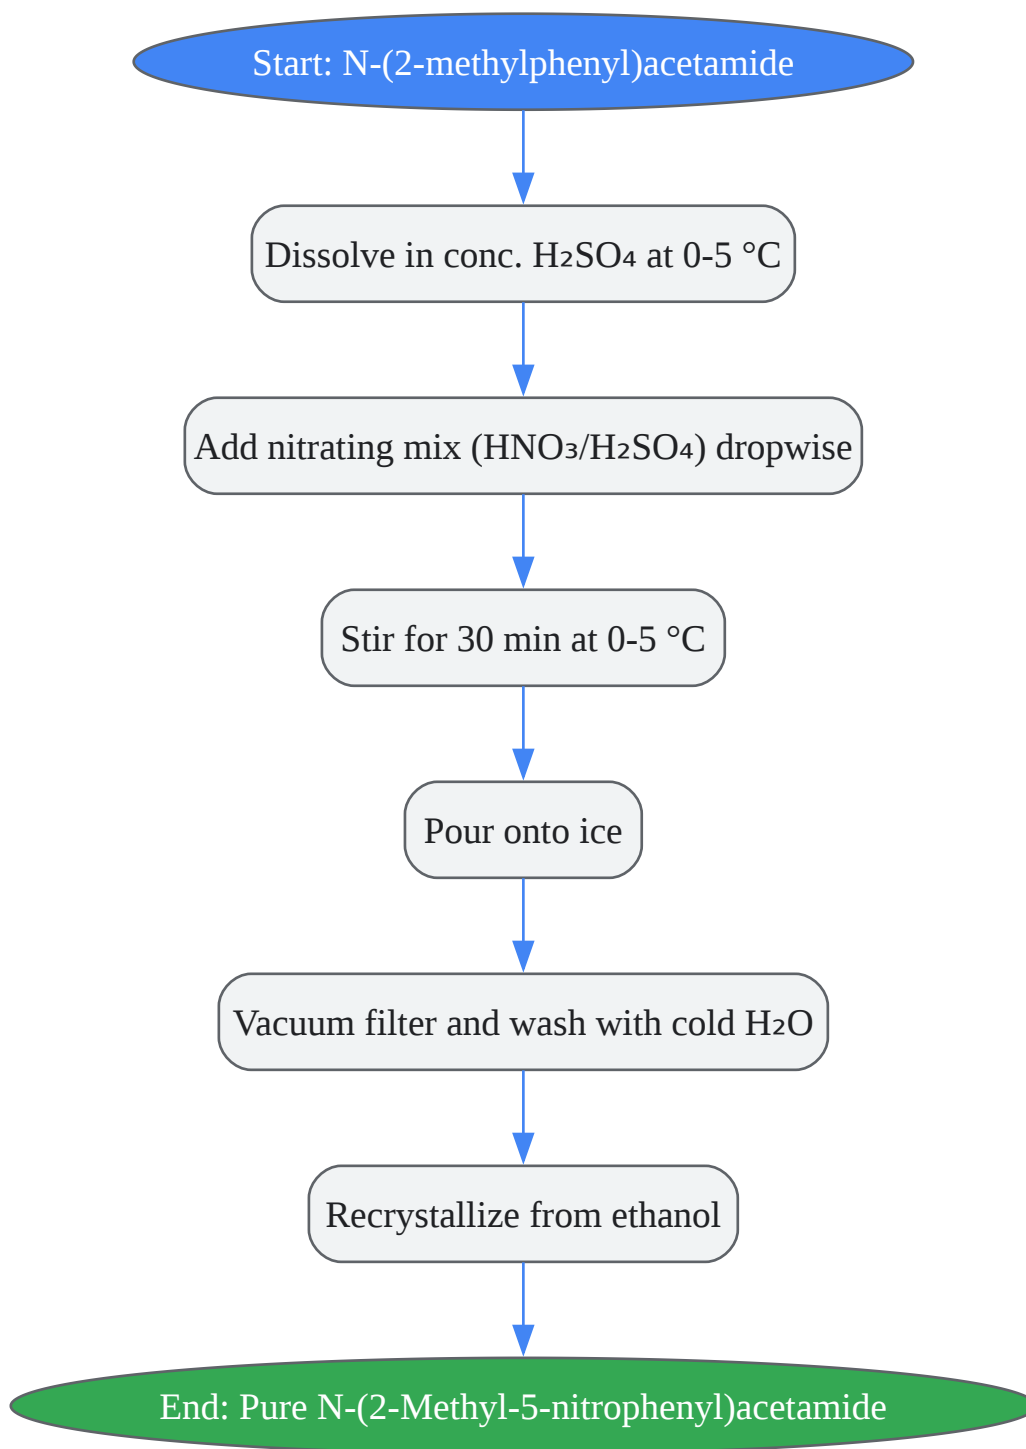 Start: N-(2-methylphenyl)acetamide
Dissolve in conc. H₂SO₄ at 0-5 °C
Add nitrating mix (HNO₃/H₂SO₄) dropwise
Stir for 30 min at 0-5 °C
Pour onto ice
Vacuum filter and wash with cold H₂O
Recrystallize from ethanol
End: Pure N-(2-Methyl-5-nitrophenyl)acetamide